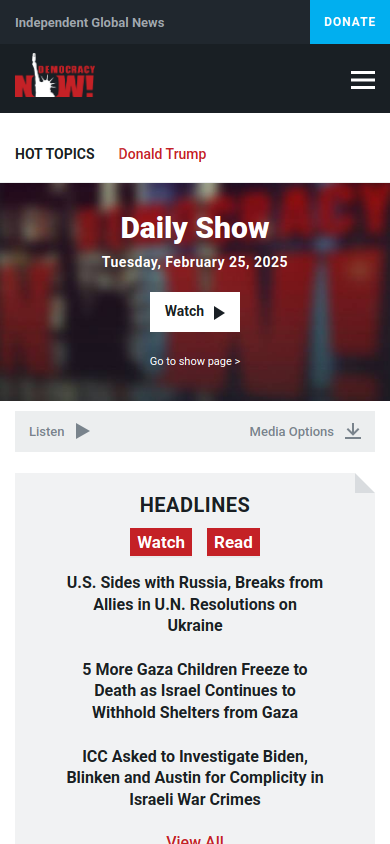 Independent Global News
DONATE
DEMOCRACY
NOW!
HOT TOPICS
Donald Trump
Daily Show
Tuesday, February 25, 2025
Watch
Go to show page >
Listen
Media Options
HEADLINES
Watch
Read
U.S. Sides with Russia, Breaks from
Allies in U.N. Resolutions on
Ukraine
5 More Gaza Children Freeze to
Death as Israel Continues to
Withhold Shelters from Gaza
ICC Asked to Investigate Biden,
Blinken and Austin for Complicity in
Israeli War Crimes
View All